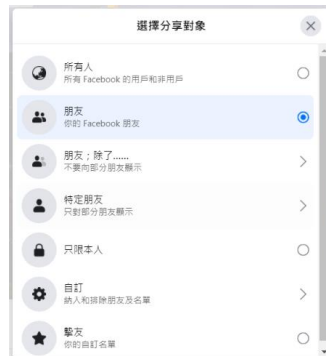 選擇分享對象
所有人
所有 Facebook 的用戶和非用戶
朋友
你的 Facebook 朋友
朋友；除了......
不要向部分朋友顯示
特定朋友
只對部分朋友顯示
只限本人
自訂
納入和排除朋友及名單
摯友
你的自訂名單